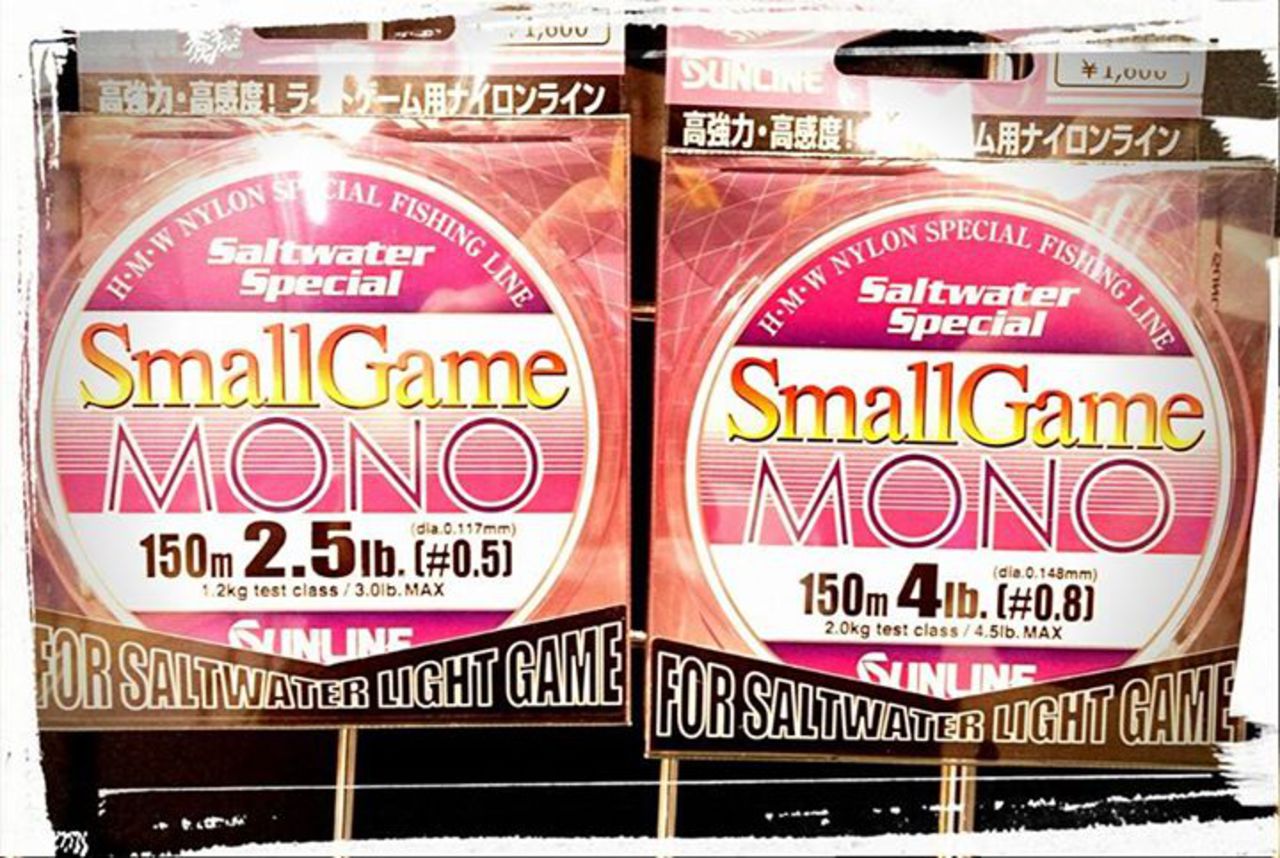 ¥1,600
高強力・高感度!ライトゲーム用ナイロンライン
H・M・W NYLON SPECIAL FISHING LINE
Saltwater
Special
SmallGame
MONO
(dia.0.117mm)
150m 2.5lb. (#0.5)
1.2kg test class / 3.0lb. MAX
SUNLINE
FOR SALTWATER LIGHT GAME
SUNLINE
¥1,600
高強力・高感度! ム用ナイロンライン
H・M・W NYLON SPECIAL FISHING LINE
Saltwater
Special
SmallGame
MONO
(dia.0.148mm)
150m 4lb. (#0.8)
2.0kg test class / 4.5lb. MAX
SUNLINE
FOR SALTWATER LIGHT GAME